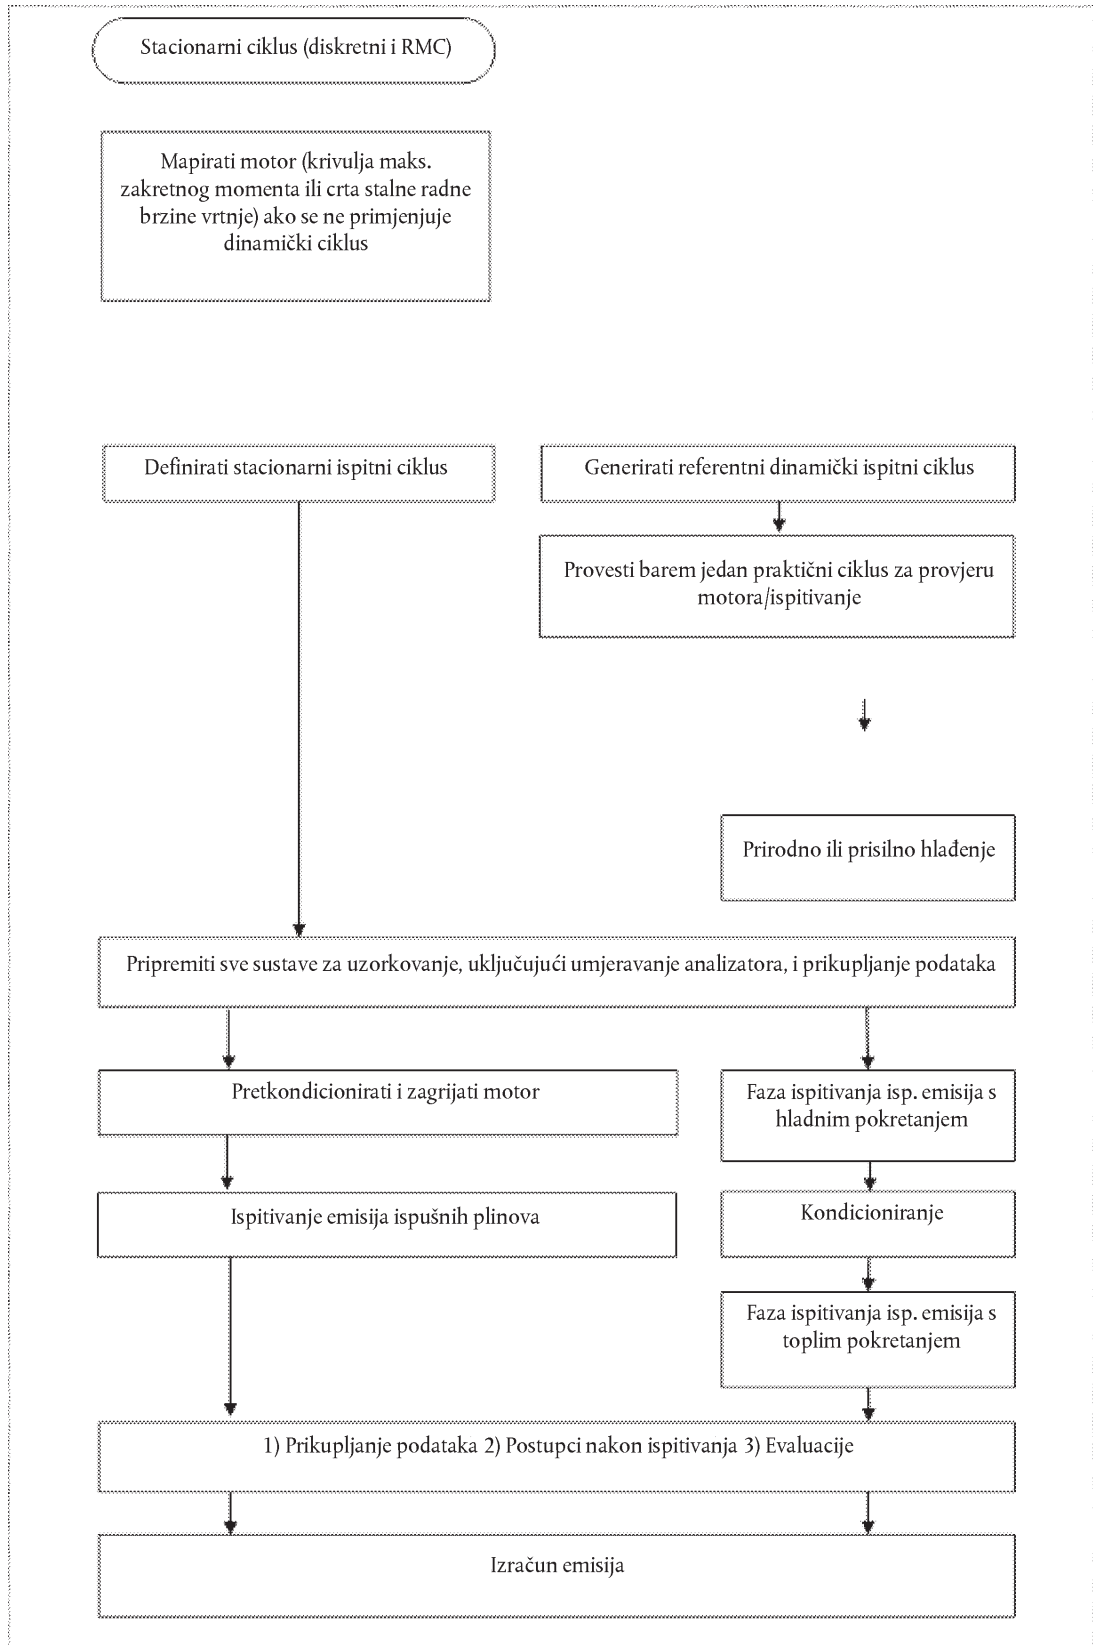 Stacionarni ciklus (diskretni i RMC)
Mapirati motor (krivulja maks.
zakretnog momenta ili crta stalne radne
brzine vrtnje) ako se ne primjenjuje
dinamički ciklus
Definirati stacionarni ispitni ciklus
Generirati referentni dinamički ispitni ciklus
Provesti barem jedan praktični ciklus za provjeru
motora/ispitivanje
Prirodno ili prisilno hlađenje
Pripremiti sve sustave za uzorkovanje, uključujući umjeravanje analizatora, i prikupljanje podataka
Pretkondicionirati i zagrijati motor
Faza ispitivanja isp. emisija s
hladnim pokretanjem
Ispitivanje emisija ispušnih plinova
Kondicioniranje
Faza ispitivanja isp. emisija s
toplim pokretanjem
1) Prikupljanje podataka 2) Postupci nakon ispitivanja 3) Evaluacije
Izračun emisija